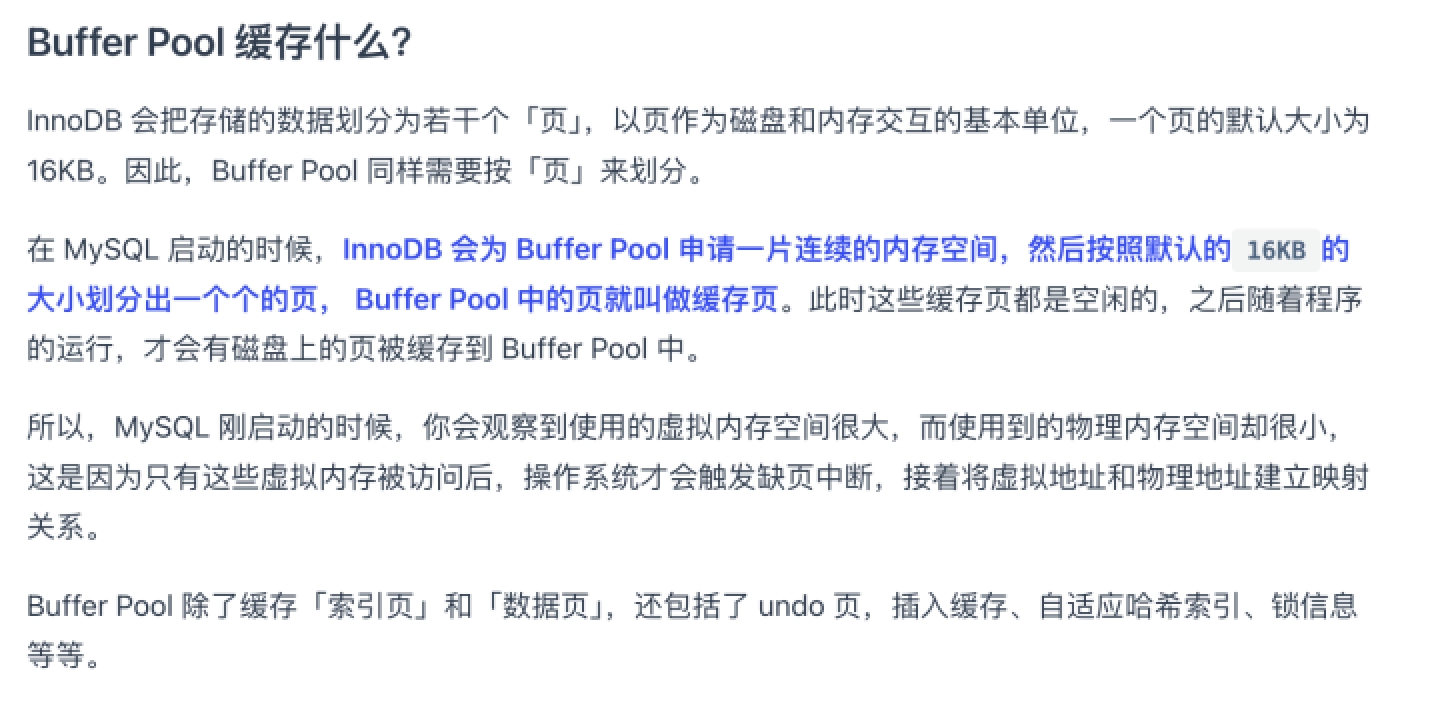 Buffer Pool 缓存什么?
InnoDB 会把存储的数据划分为若干个「页」，以页作为磁盘和内存交互的基本单位，一个页的默认大小为
16KB。因此，Buffer Pool 同样需要按「页」来划分。
在 MySQL 启动的时候，InnoDB 会为 Buffer Pool 申请一片连续的内存空间，然后按照默认的 16KB 的
大小划分出一个个的页， Buffer Pool 中的页就叫做缓存页。此时这些缓存页都是空闲的，之后随着程序
的运行，才会有磁盘上的页被缓存到 Buffer Pool 中。
所以，MySQL 刚启动的时候，你会观察到使用的虚拟内存空间很大，而使用到的物理内存空间却很小，
这是因为只有这些虚拟内存被访问后，操作系统才会触发缺页中断，接着将虚拟地址和物理地址建立映射
关系。
Buffer Pool 除了缓存「索引页」和「数据页」，还包括了 undo 页，插入缓存、自适应哈希索引、锁信息
等等。